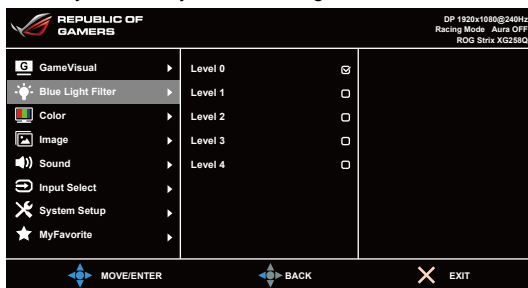 REPUBLIC OF
GAMERS
DP 1920x1080@240Hz
Racing Mode Aura OFF
ROG Strix XG258Q
G GameVisual
Blue Light Filter
Color
Image
Sound
Input Select
System Setup
MyFavorite
Level 0
Level 1
Level 2
Level 3
Level 4
MOVE/ENTER
BACK
EXIT